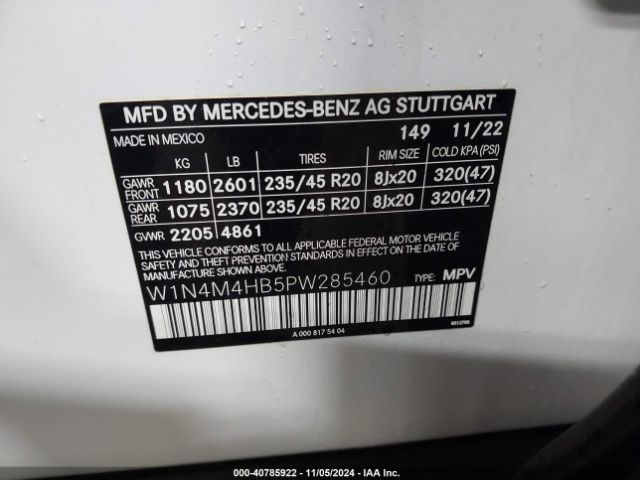 MFD BY MERCEDES-BENZ AG STUTTGART
MADE IN MEXICO 149 11/22
KG LB TIRES RIM SIZE COLD KPA (PSI)
GAWR FRONT 1180 2601 235/45 R20 8Jx20 320(47)
GAWR REAR 1075 2370 235/45 R20 8Jx20 320(47)
GVWR 2205 4861
THIS VEHICLE CONFORMS TO ALL APPLICABLE FEDERAL MOTOR VEHICLE
SAFETY AND THEFT PREVENTION STANDARDS IN EFFECT
ON THE DATE OF MANUFACTURE SHOWN ABOVE.
W1N4M4HB5PW285460 TYPE: MPV
A 000 817 54 04
000-40785922 - 11/05/2024 - IAA Inc.